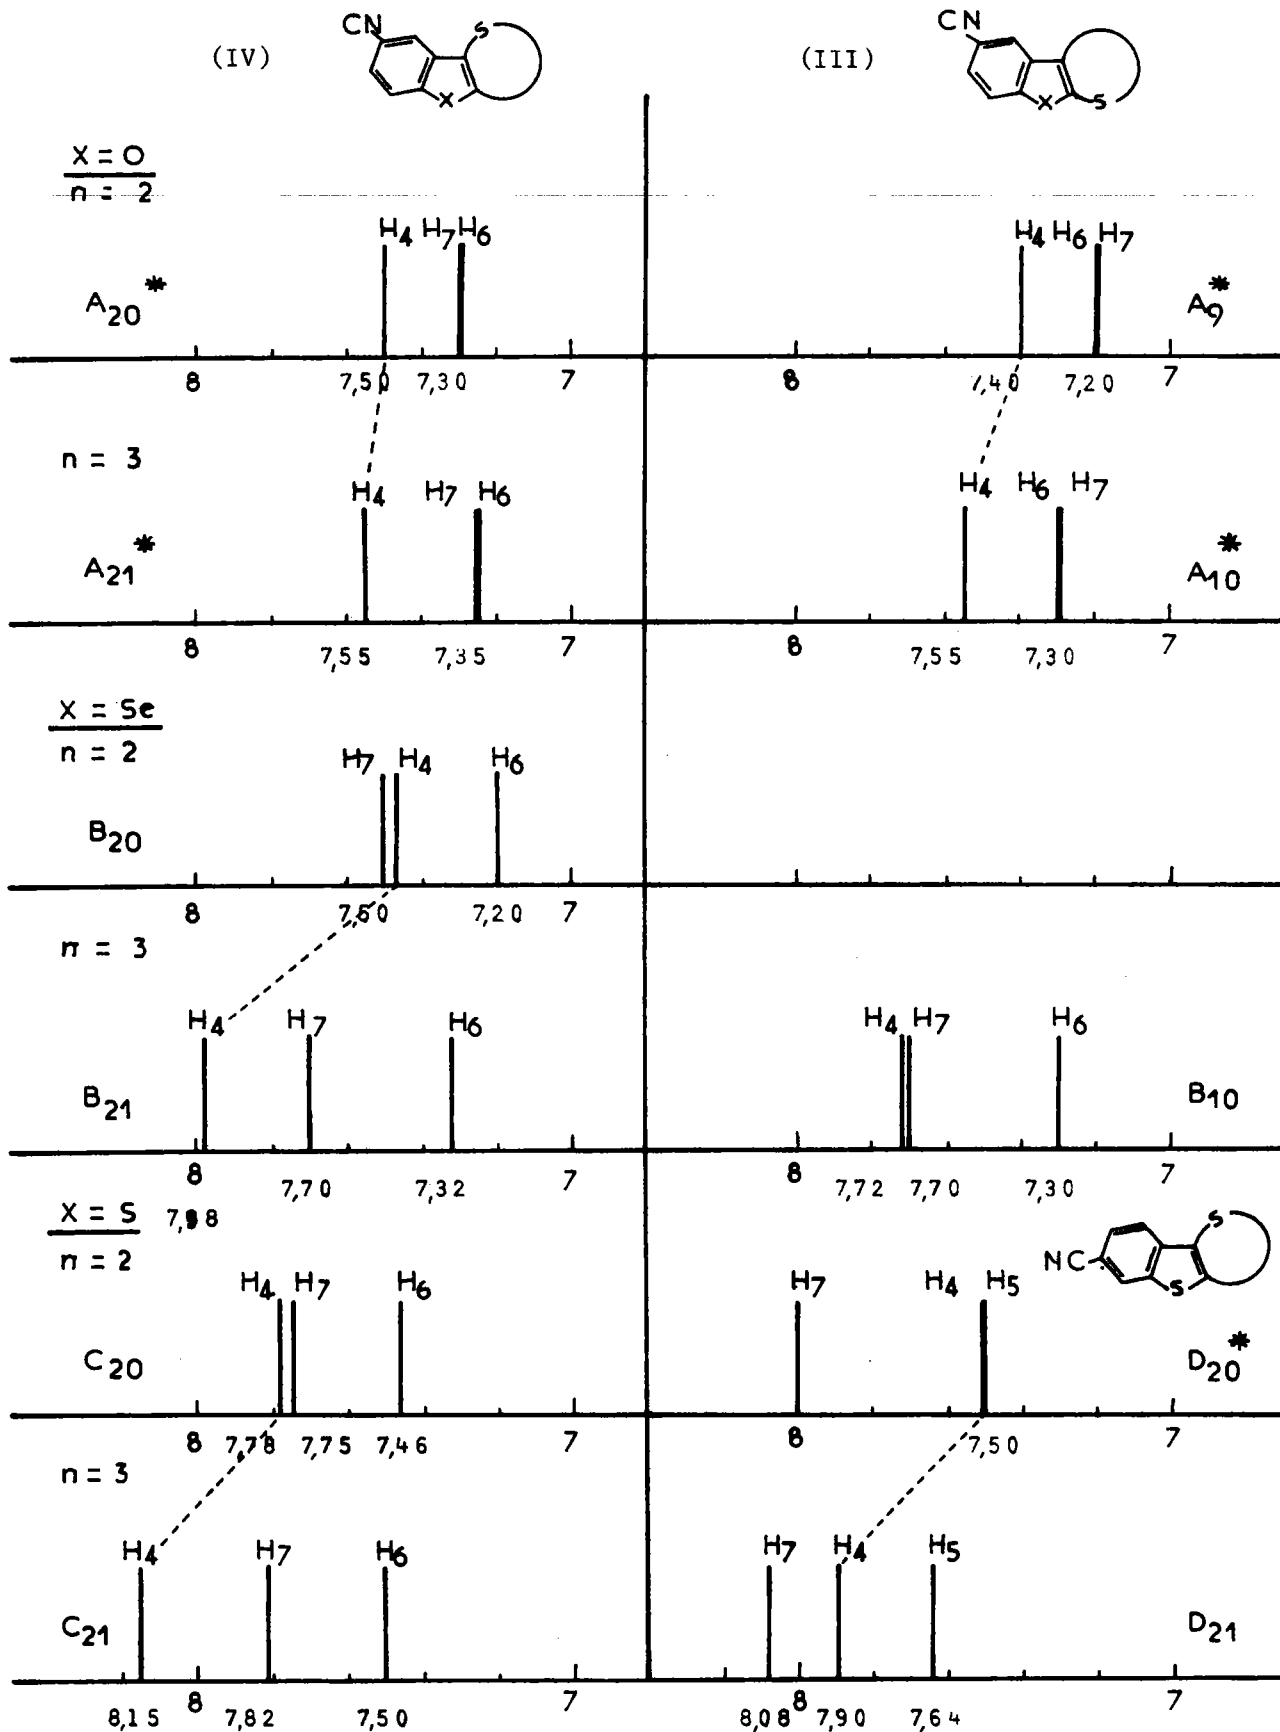 (IV) CN S X
(III) CN X S
X = O
n = 2
H4 H7 H6
H4 H6 H7
A20*
A9*
8 7,50 7,30 7
8 7,40 7,20 7
n = 3
H4 H7 H6
H4 H6 H7
A21*
A10*
8 7,55 7,35 7
8 7,55 7,30 7
X = Se
n = 2
H7 H4 H6
B20
8 7,20 7
n = 3
H4 H7 H6
H4 H7 H6
B21
B10
8 7,70 7,32 7
8 7,72 7,70 7,30 7
X = S
n = 2
NC S S
H4 H7 H6
H7 H4 H5
C20
D20*
8 7,78 7,75 7,46 7
8 7,50 7
n = 3
H4 H7 H6
H7 H4 H5
C21
D21
8,15 8 7,82 7,50 7
8,08 8 7,90 7,64 7